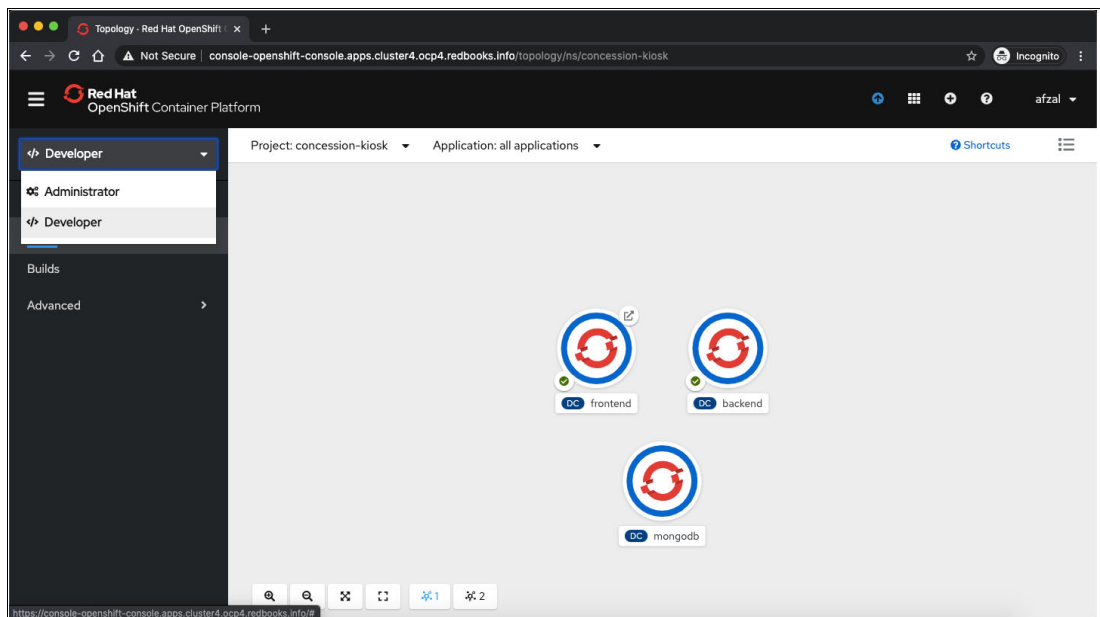 Topology · Red Hat OpenShift
Not Secure | console-openshift-console.apps.cluster4.ocp4.redbooks.info/topology/ns/concession-kiosk
Incognito
Red Hat
OpenShift Container Platform
afzal
Developer
Project: concession-kiosk
Application: all applications
Shortcuts
Administrator
Developer
Builds
Advanced
DC frontend
DC backend
DC mongodb
1
2
https://console-openshift-console.apps.cluster4.ocp4.redbooks.info/#